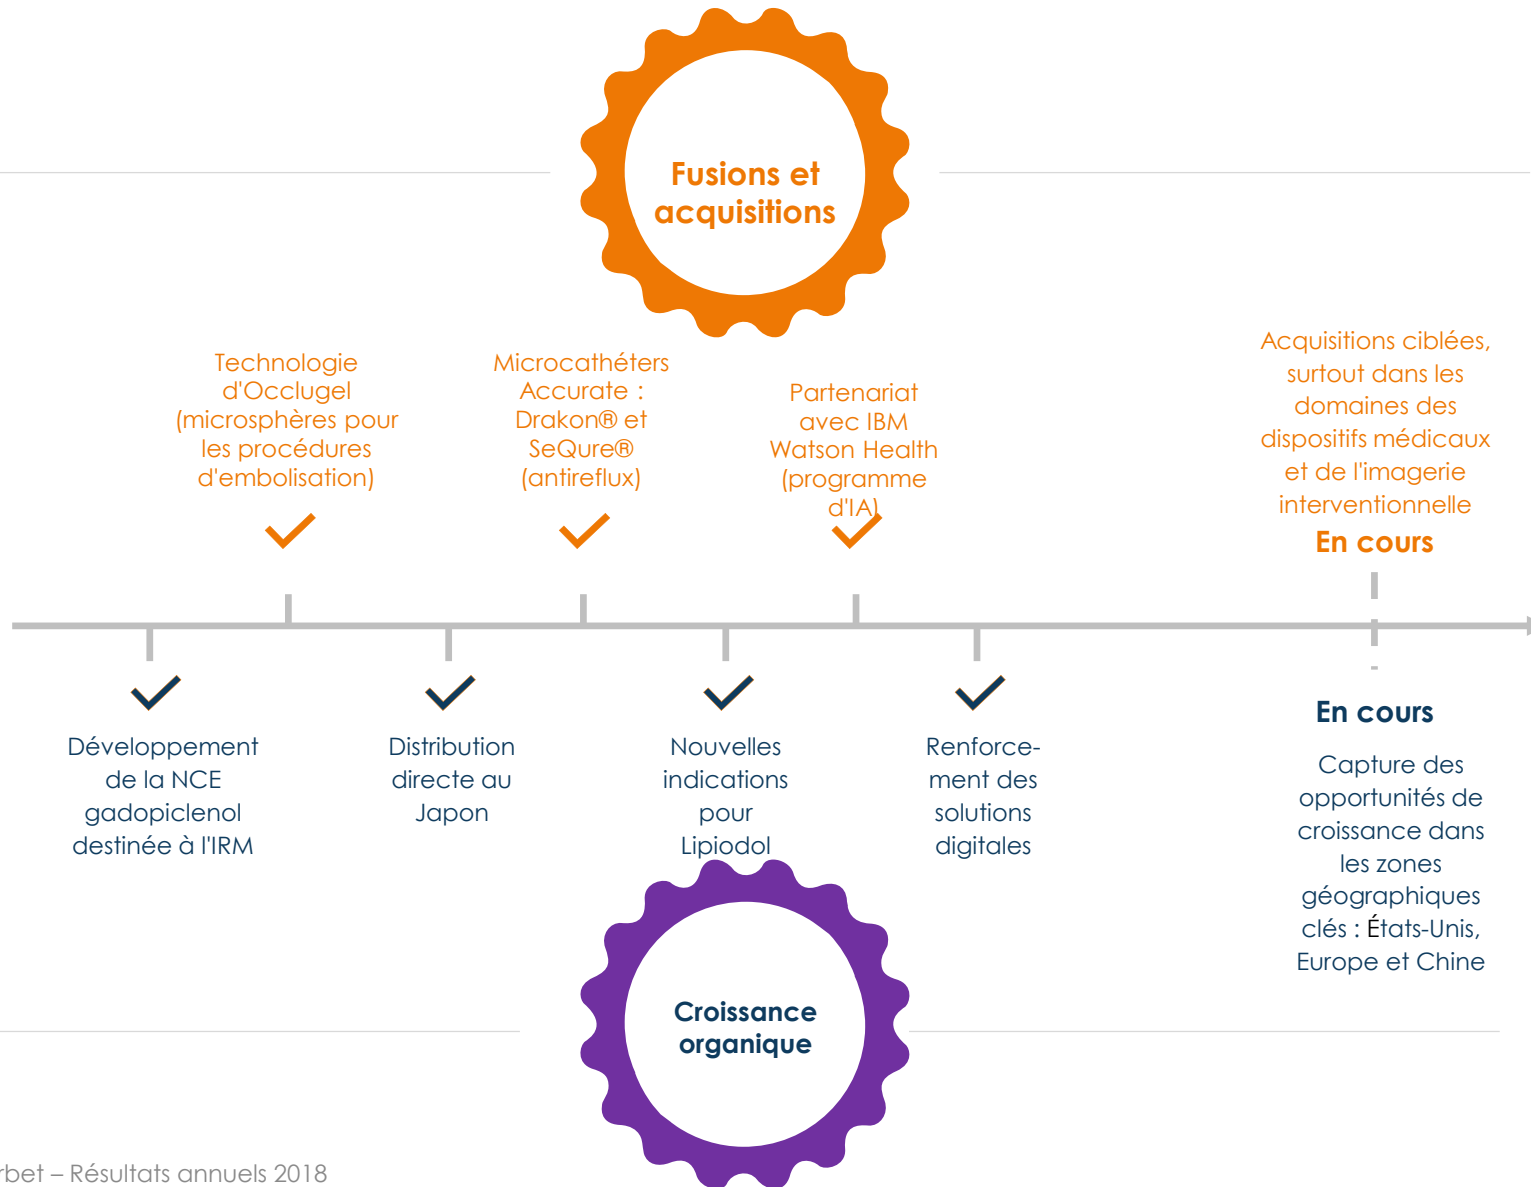 Fusions et
acquisitions
Technologie
d'Occlugel
(microsphères pour
les procédures
d'embolisation)
Microcathéters
Accurate :
Drakon® et
SeQure®
(antireflux)
Partenariat
avec IBM
Watson Health
(programme
d'IA)
Acquisitions ciblées,
surtout dans les
domaines des
dispositifs médicaux
et de l'imagerie
interventionnelle
En cours
Développement
de la NCE
gadopiclenol
destinée à l'IRM
Distribution
directe au
Japon
Nouvelles
indications
pour
Lipiodol
Renforce-
ment des
solutions
digitales
En cours
Capture des
opportunités de
croissance dans
les zones
géographiques
clés : États-Unis,
Europe et Chine
Croissance
organique
rbet – Résultats annuels 2018